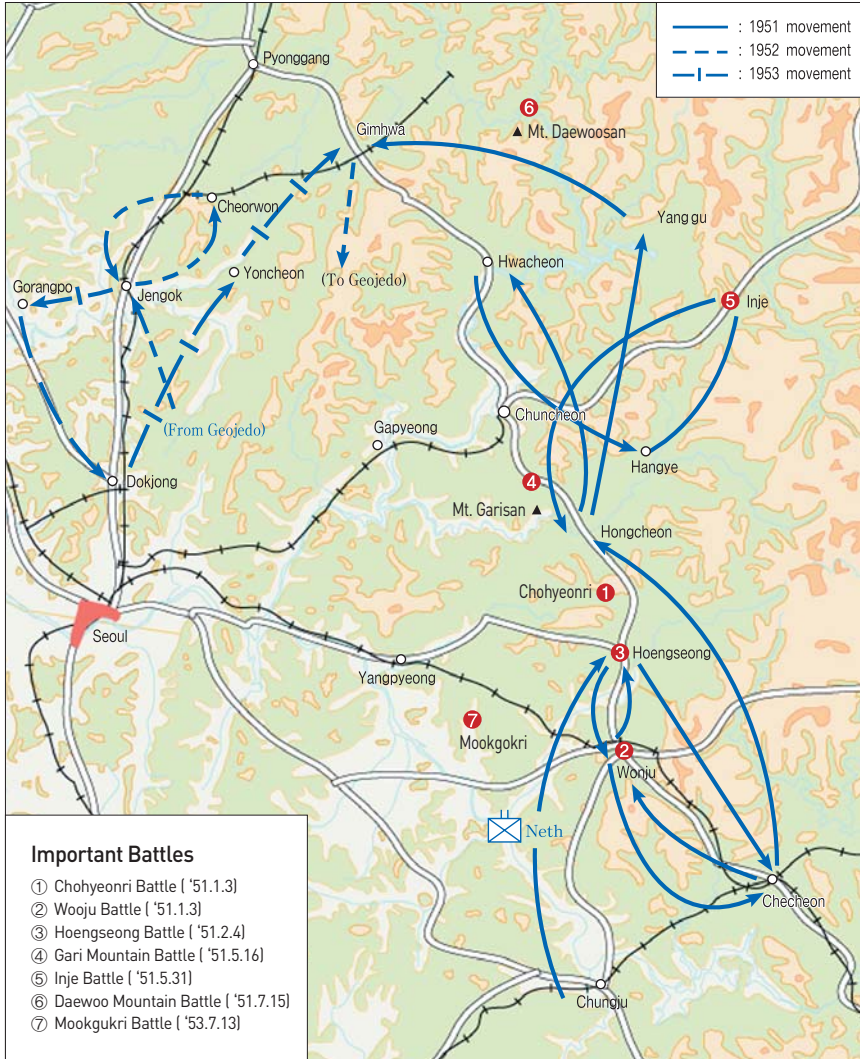 : 1951 movement
: 1952 movement
: 1953 movement
Pyonggang
6
Gimhwa
Mt. Daewoosan
Cheorwon
Yang gu
Yoncheon
(To Geojedo)
Hwacheon
Gorangpo
Jengok
5 Inje
Chuncheon
(From Geojedo)
Gapyeong
Hangye
Dokjong
4
Mt. Garisan
Hongcheon
Chohyeonri 1
Seoul
3 Hoengseong
Yangpyeong
7
Mookgokri
2
Wonju
Neth
Checheon
Chungju
Important Battles
① Chohyeonri Battle ( ‘51.1.3)
② Wooju Battle ( ‘51.1.3)
③ Hoengseong Battle ( ‘51.2.4)
④ Gari Mountain Battle ( ‘51.5.16)
⑤ Inje Battle ( ‘51.5.31)
⑥ Daewoo Mountain Battle ( ‘51.7.15)
⑦ Mookgukri Battle ( ‘53.7.13)